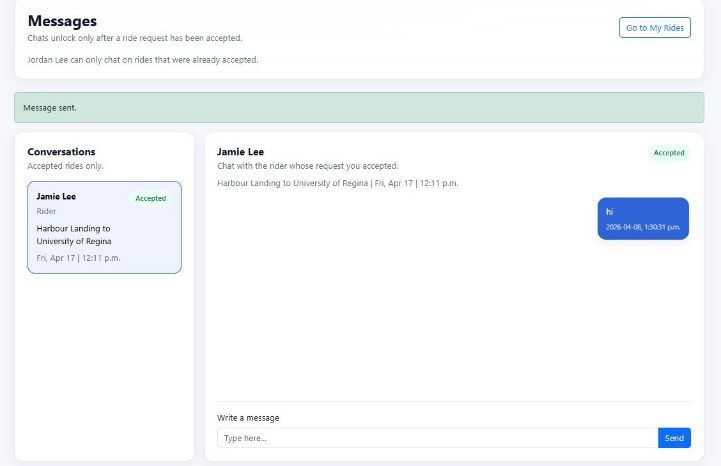 Messages
Chats unlock only after a ride request has been accepted.
Go to My Rides
Jordan Lee can only chat on rides that were already accepted.
Message sent.
Conversations
Accepted rides only.
Jamie Lee
Accepted
Rider
Harbour Landing to
University of Regina
Fri, Apr 17 | 12:11 p.m.
Jamie Lee
Accepted
Chat with the rider whose request you accepted.
Harbour Landing to University of Regina | Fri, Apr 17 | 12:11 p.m.
hi
2026-04-08, 1:30:31 p.m.
Write a message
Type here...
Send